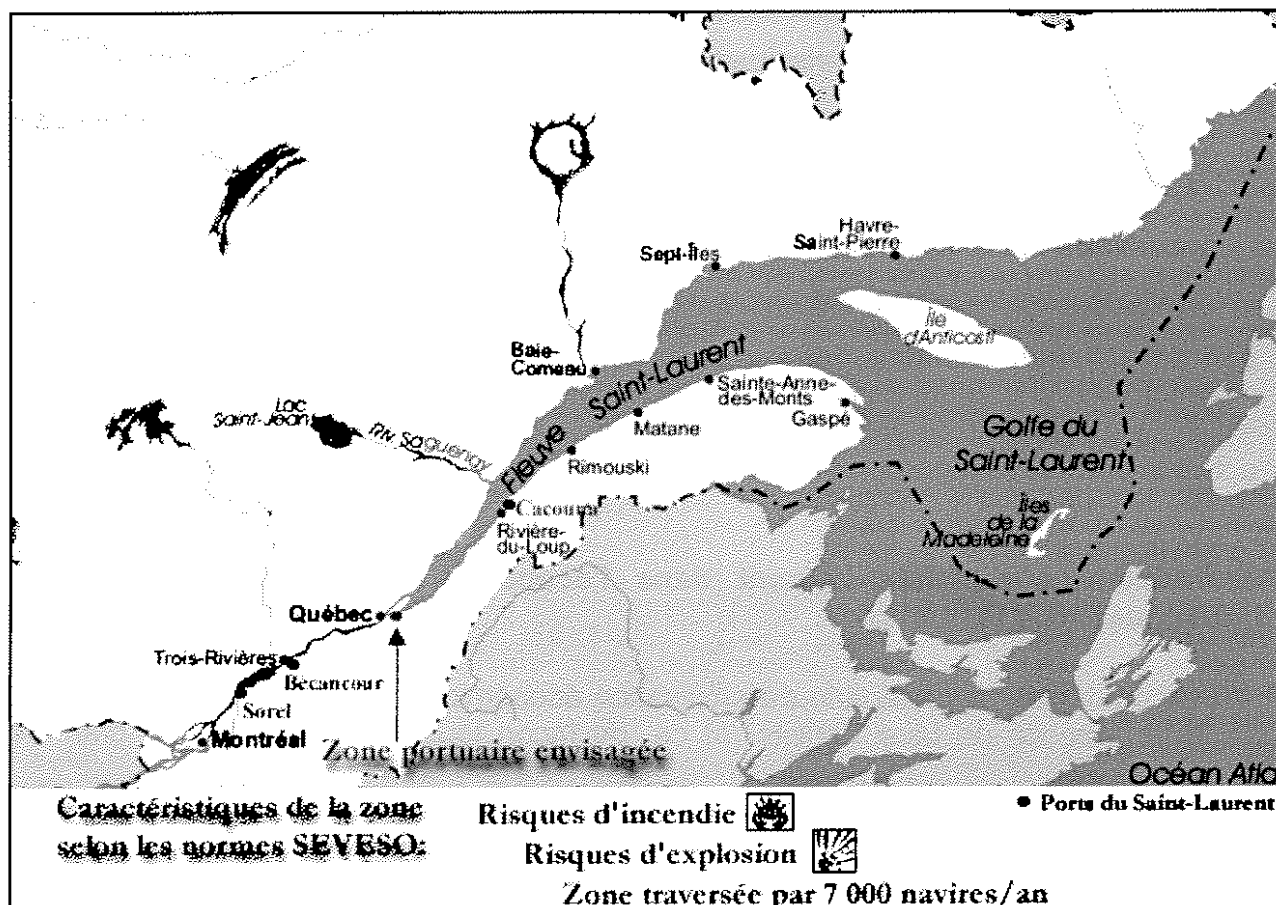 Havre-
Saint-Pierre
Sept-Îles
Île
d'Anticosti
Baie-
Comeau
Fleuve Saint-Laurent
Sainte-Anne-
des-Monts
Gaspé
Lac
Saint-Jean
Riv Saguenay
Matane
Golfe du
Saint-Laurent
Rimouski
Cacouna
Rivière-
du-Loup
Îles
de la
Madeleine
Québec
Trois-Rivières
Bécancour
Sorel
Montréal
Zone portuaire envisagée
Océan Atla
Caractéristiques de la zone
selon les normes SEVESO:
Risques d'incendie
Risques d'explosion
Zone traversée par 7 000 navires/an
Ports du Saint-Laurent